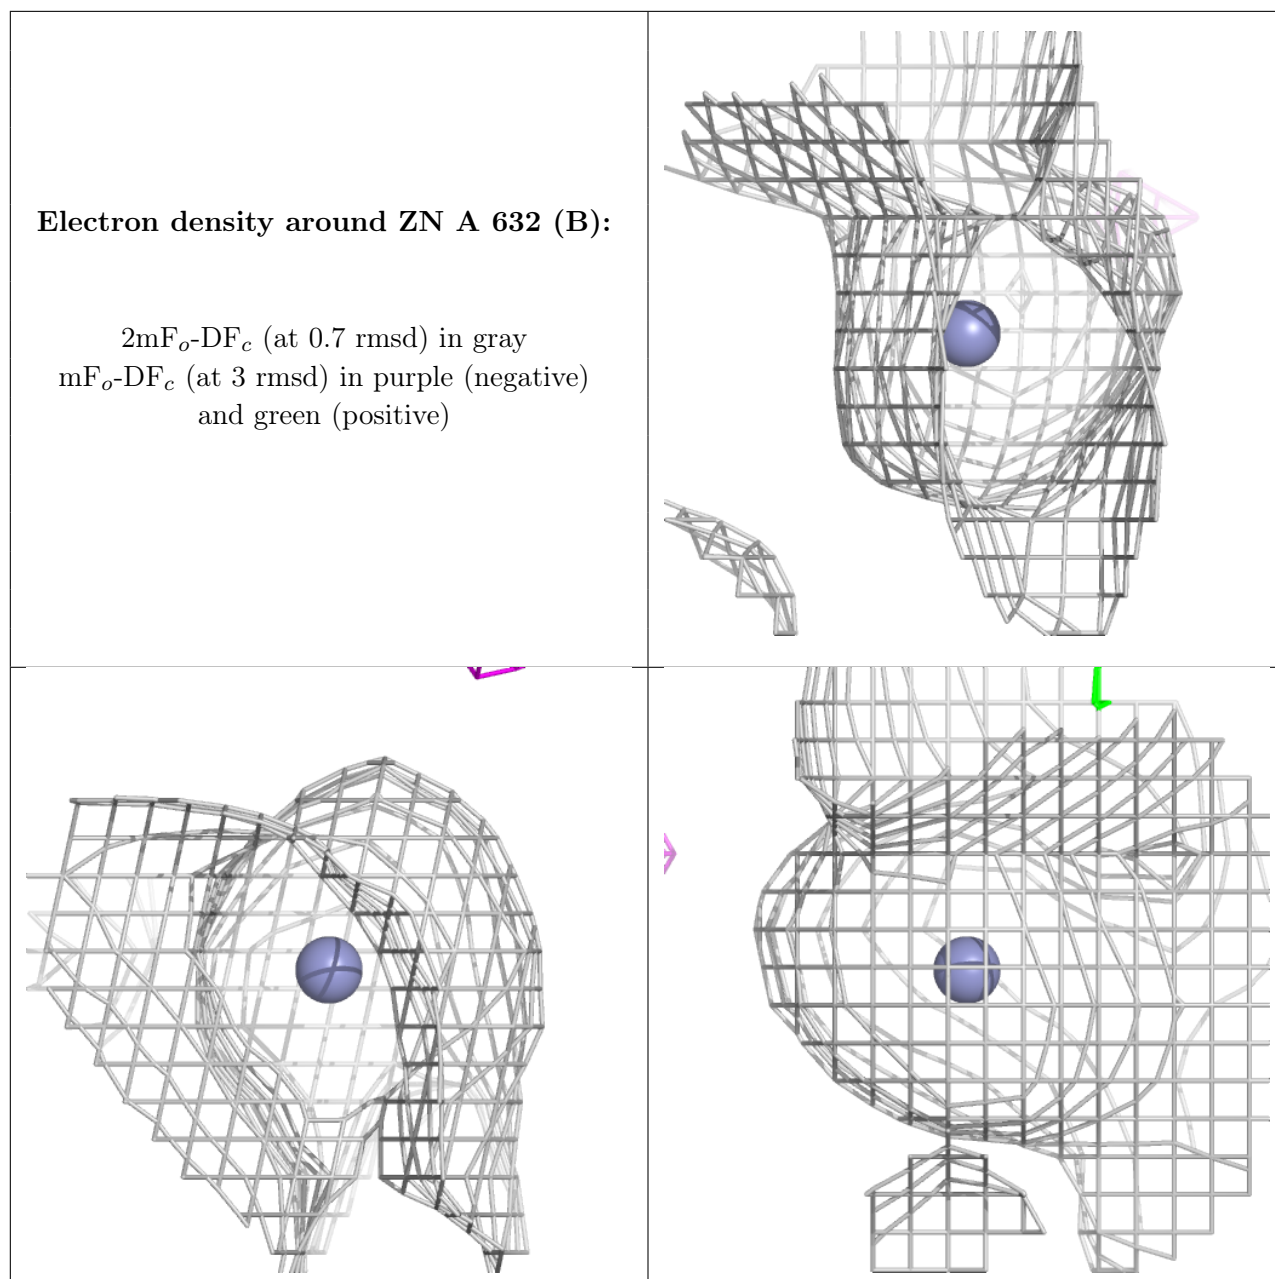 Electron density around ZN A 632 (B):
2mFₒ-DF𝒸 (at 0.7 rmsd) in gray
mFₒ-DF𝒸 (at 3 rmsd) in purple (negative)
and green (positive)